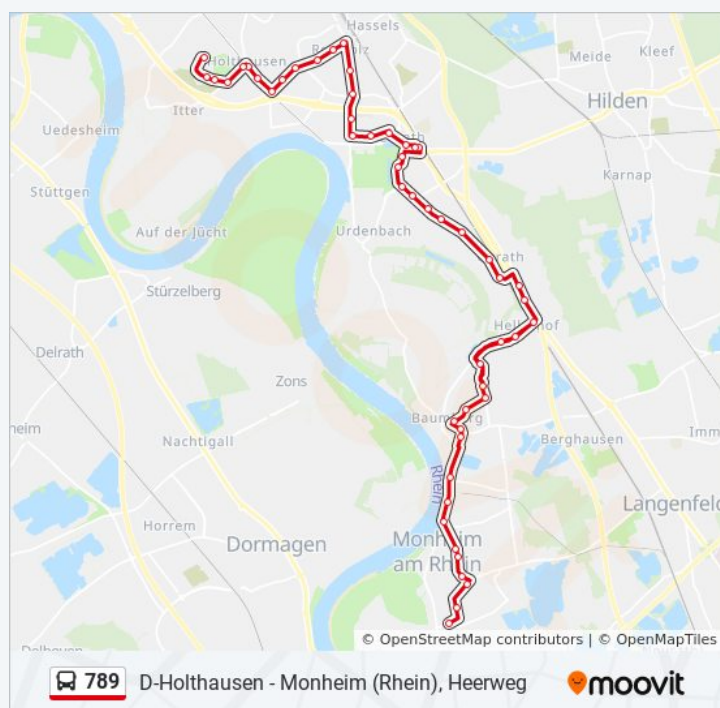 Hassels
Holthausen
Meide
Kleef
Hilden
Itter
Uedesheim
Karnap
Stüttgen
Auf der Jücht
Urdenbach
Stürzelberg
Delrath
Zons
Baumberg
Nachtigall
Berghausen
Rhein
Langenfeld
Horrem
Monheim
am Rhein
Dormagen
© OpenStreetMap contributors | © OpenMapTiles
789 D-Holthausen - Monheim (Rhein), Heerweg moovit